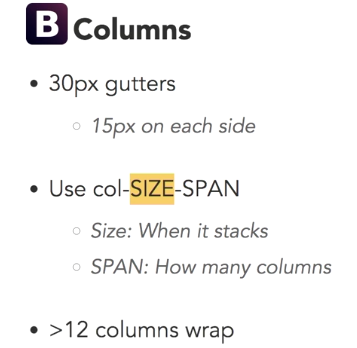 B Columns
30px gutters
15px on each side
Use col-SIZE-SPAN
Size: When it stacks
SPAN: How many columns
>12 columns wrap